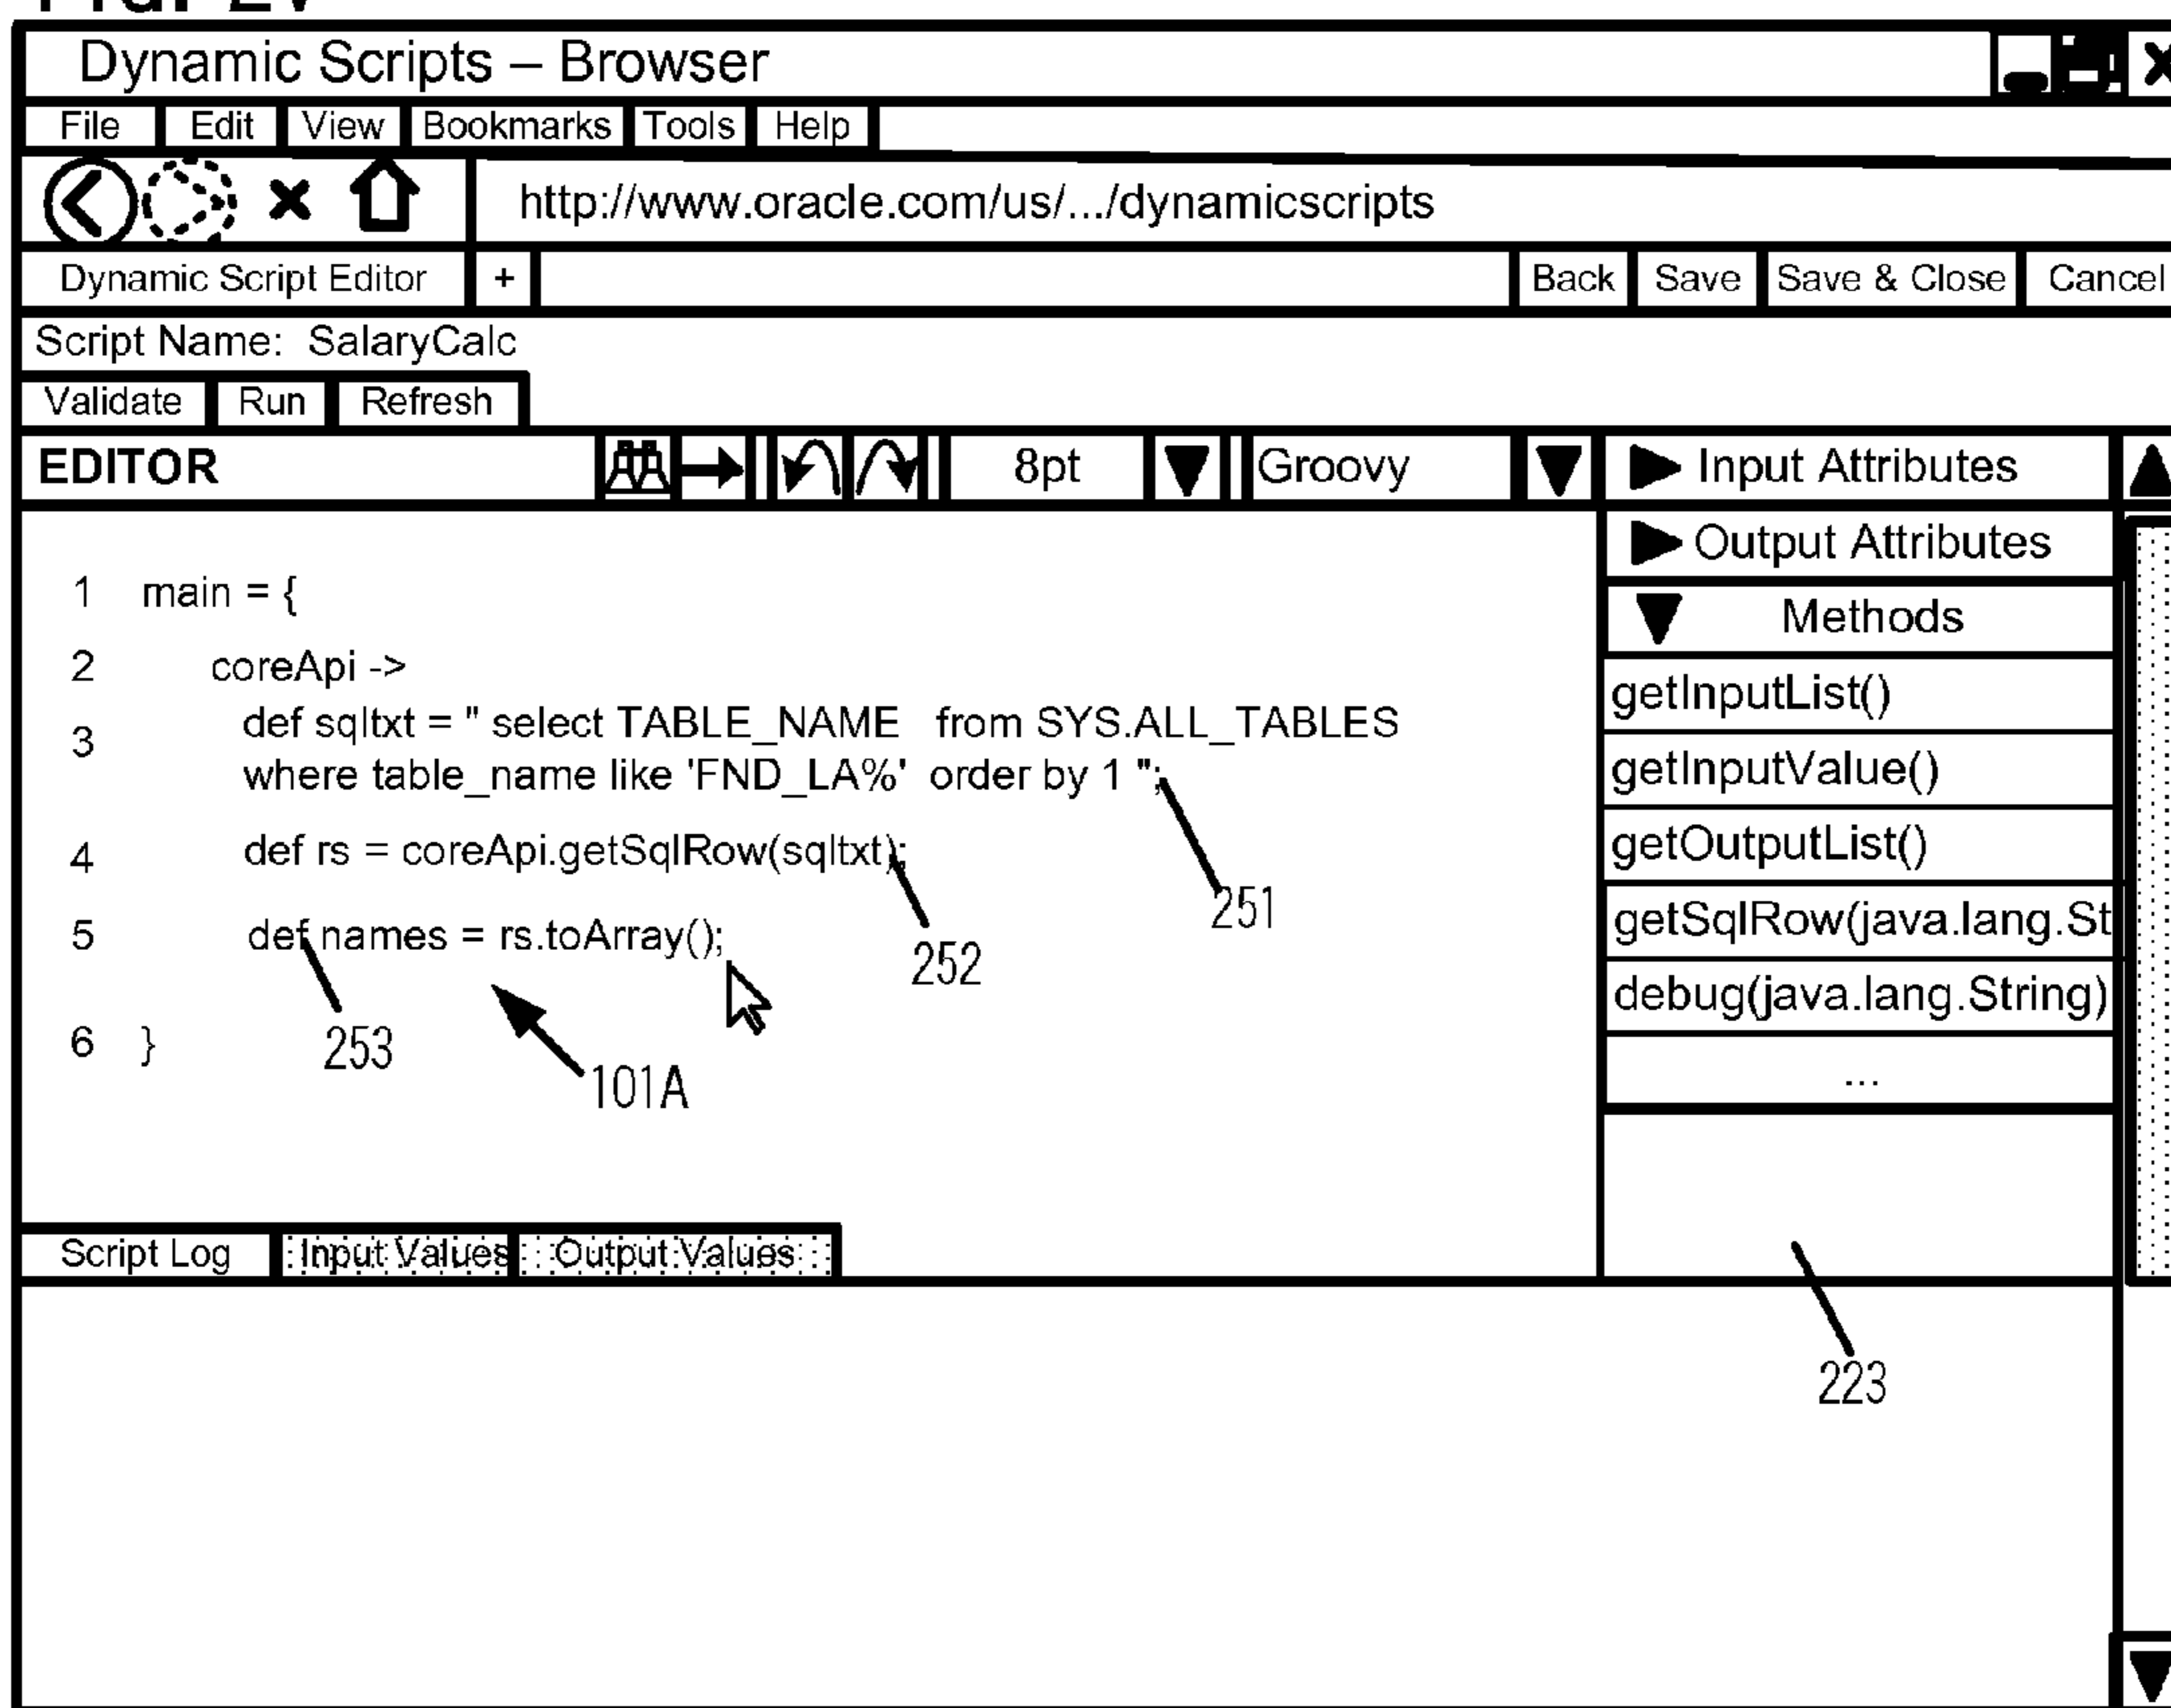 Dynamic Scripts – Browser
File Edit View Bookmarks Tools Help
http://www.oracle.com/us/.../dynamicscripts
Dynamic Script Editor + Back Save Save & Close Cancel
Script Name: SalaryCalc
Validate Run Refresh
EDITOR 8pt Groovy Input Attributes
Output Attributes
1 main = {
Methods
2 coreApi ->
getInputList()
3 def sqltxt = " select TABLE_NAME from SYS.ALL_TABLES
where table_name like 'FND_LA%' order by 1 ";
getInputValue()
4 def rs = coreApi.getSqlRow(sqltxt);
getOutputList()
251
getSqlRow(java.lang.St
5 def names = rs.toArray();
252
debug(java.lang.String)
6 }
253
101A
...
Script Log Input Values Output Values
223